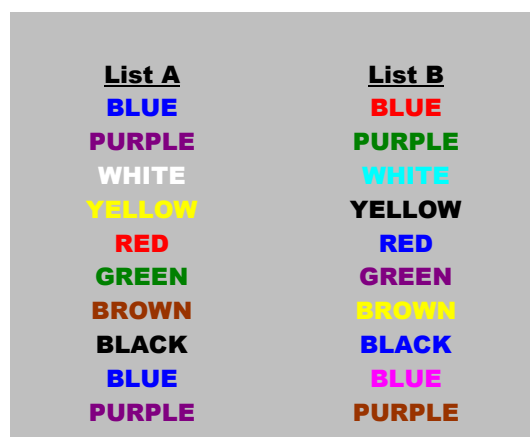 List A List B
BLUE BLUE
PURPLE PURPLE
WHITE WHITE
YELLOW YELLOW
RED RED
GREEN GREEN
BROWN BROWN
BLACK BLACK
BLUE BLUE
PURPLE PURPLE